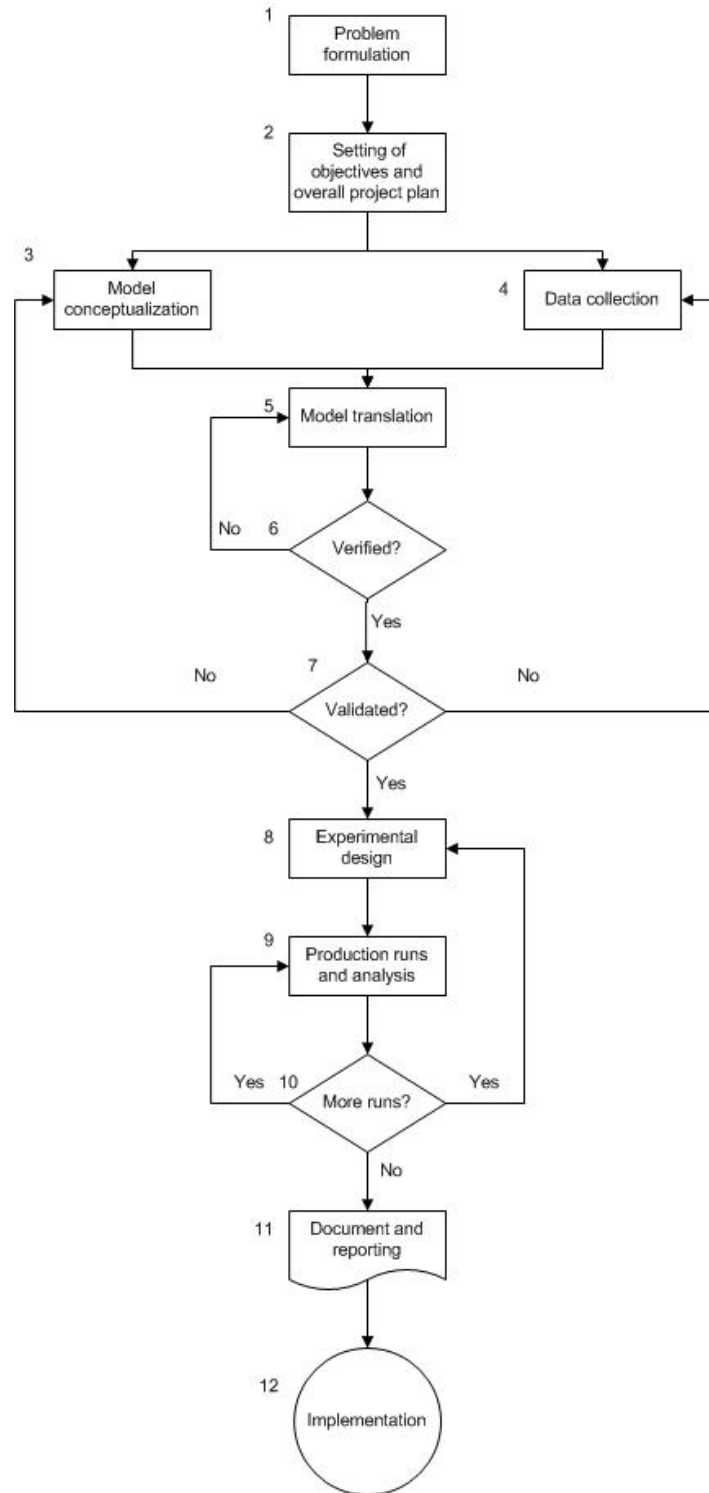 1
Problem
formulation
2
Setting of
objectives and
overall project plan
3
Model
conceptualization
4
Data collection
5
Model translation
No
6
Verified?
Yes
7
No
No
Validated?
Yes
8
Experimental
design
9
Production runs
and analysis
Yes
10
Yes
More runs?
No
11
Document and
reporting
12
Implementation